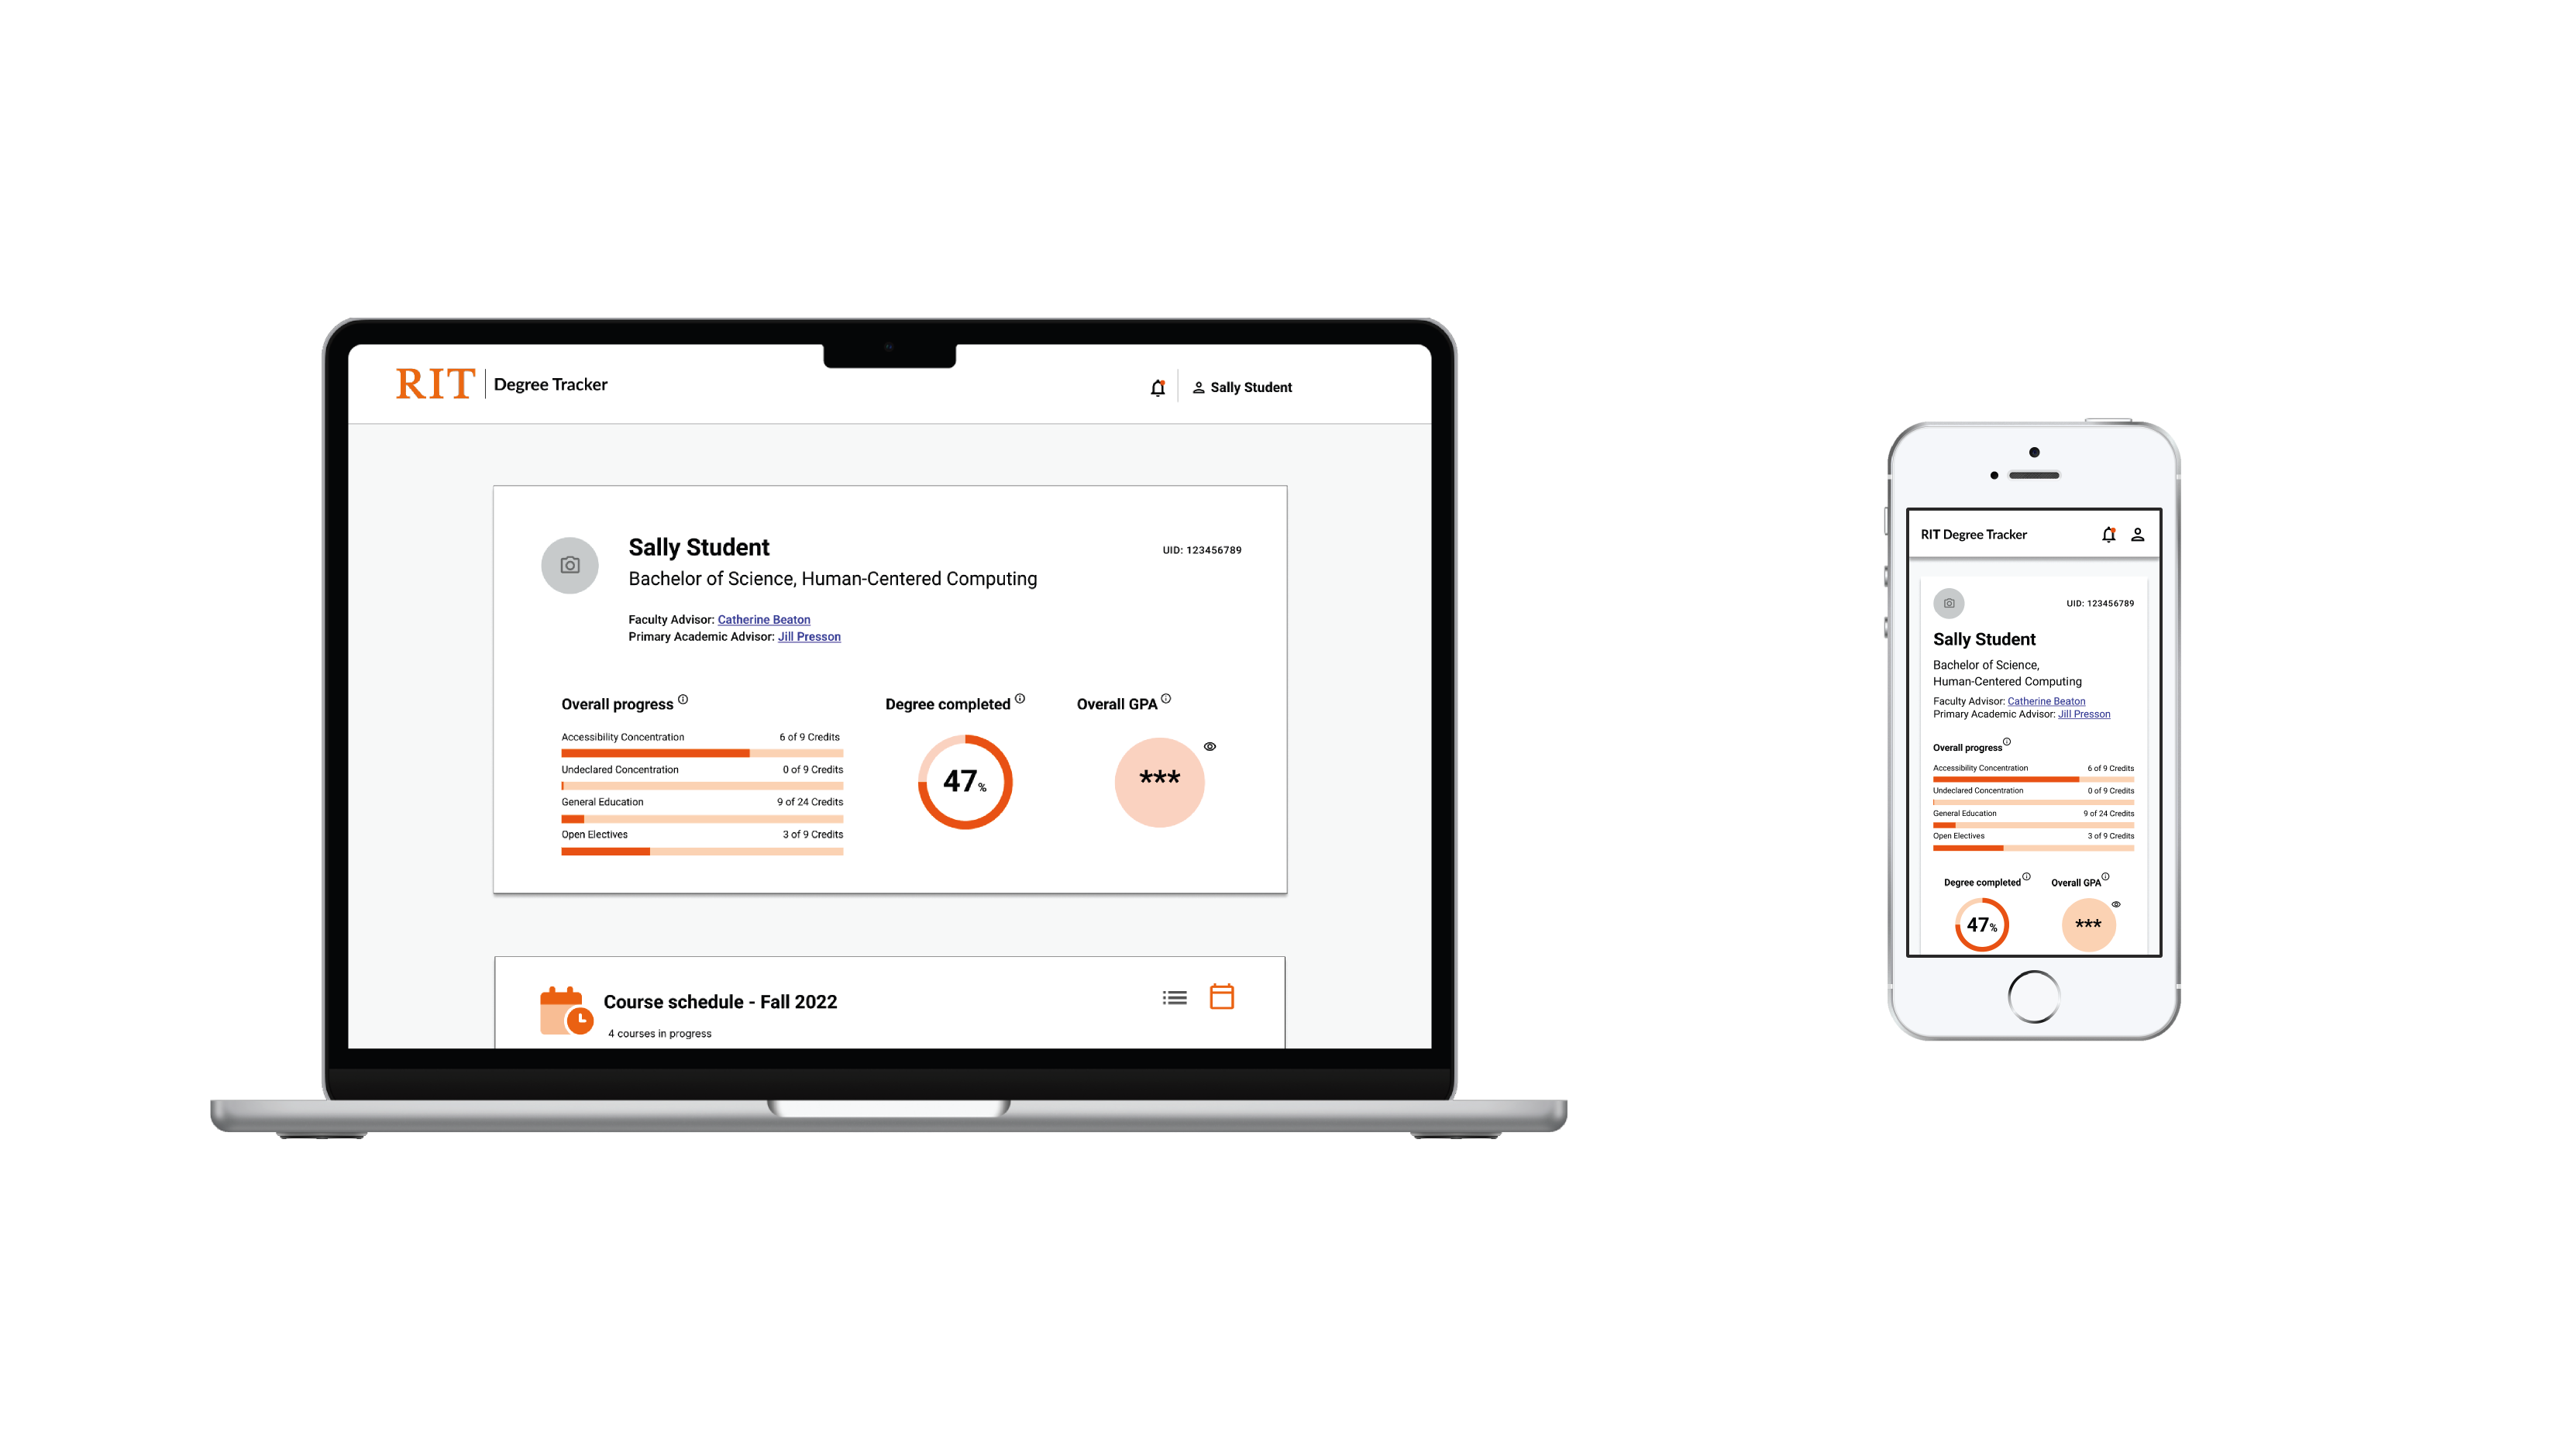 RIT Degree Tracker
Sally Student
Sally Student
UID: 123456789
Bachelor of Science, Human-Centered Computing
Faculty Advisor: Catherine Beaton
Primary Academic Advisor: Jill Presson
Overall progress
Accessibility Concentration 6 of 9 Credits
Undeclared Concentration 0 of 9 Credits
General Education 9 of 24 Credits
Open Electives 3 of 9 Credits
Degree completed
47%
Overall GPA
***
Course schedule - Fall 2022
4 courses in progress
RIT Degree Tracker
UID: 123456789
Sally Student
Bachelor of Science,
Human-Centered Computing
Faculty Advisor: Catherine Beaton
Primary Academic Advisor: Jill Presson
Overall progress
Accessibility Concentration 6 of 9 Credits
Undeclared Concentration 0 of 9 Credits
General Education 9 of 24 Credits
Open Electives 3 of 9 Credits
Degree completed
47%
Overall GPA
***